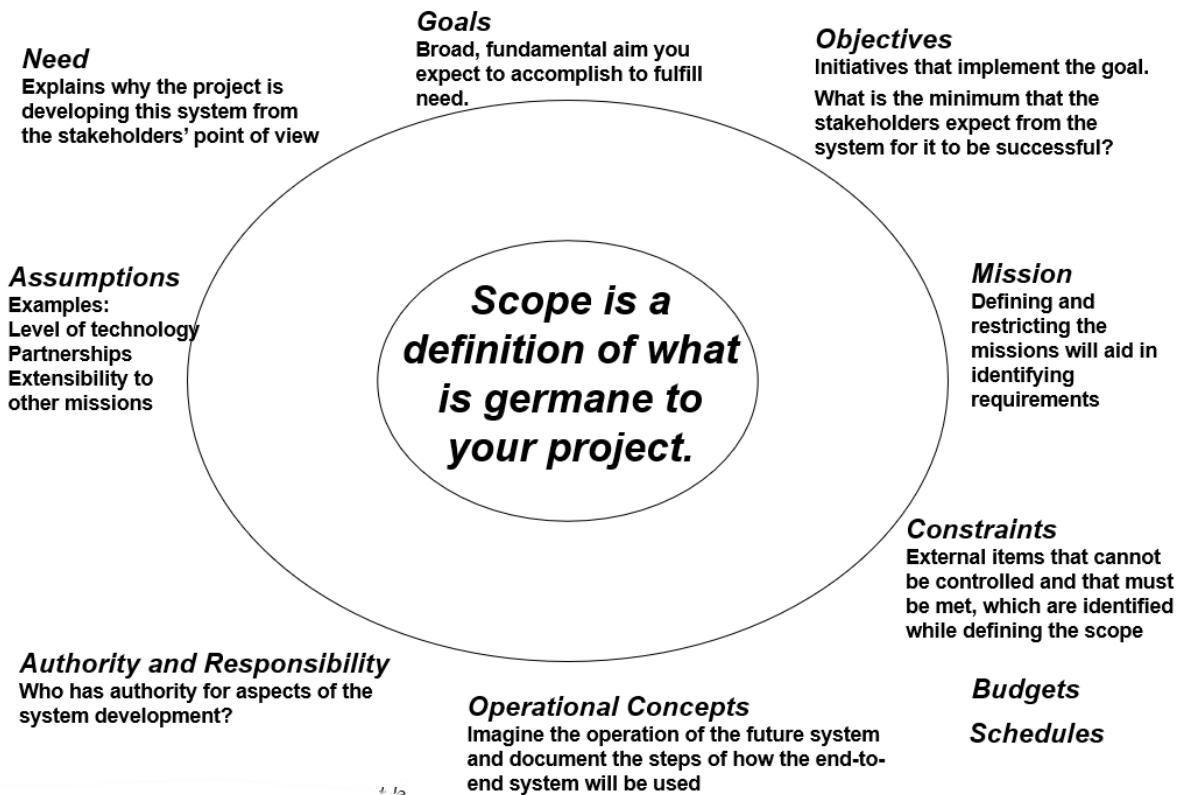 Goals
Broad, fundamental aim you
expect to accomplish to fulfill
need.
Need
Explains why the project is
developing this system from
the stakeholders’ point of view
Objectives
Initiatives that implement the goal.
What is the minimum that the
stakeholders expect from the
system for it to be successful?
Assumptions
Examples:
Level of technology
Partnerships
Extensibility to
other missions
Scope is a
definition of what
is germane to
your project.
Mission
Defining and
restricting the
missions will aid in
identifying
requirements
Constraints
External items that cannot
be controlled and that must
be met, which are identified
while defining the scope
Authority and Responsibility
Who has authority for aspects of the
system development?
Operational Concepts
Imagine the operation of the future system
and document the steps of how the end-to-
end system will be used
Budgets
Schedules